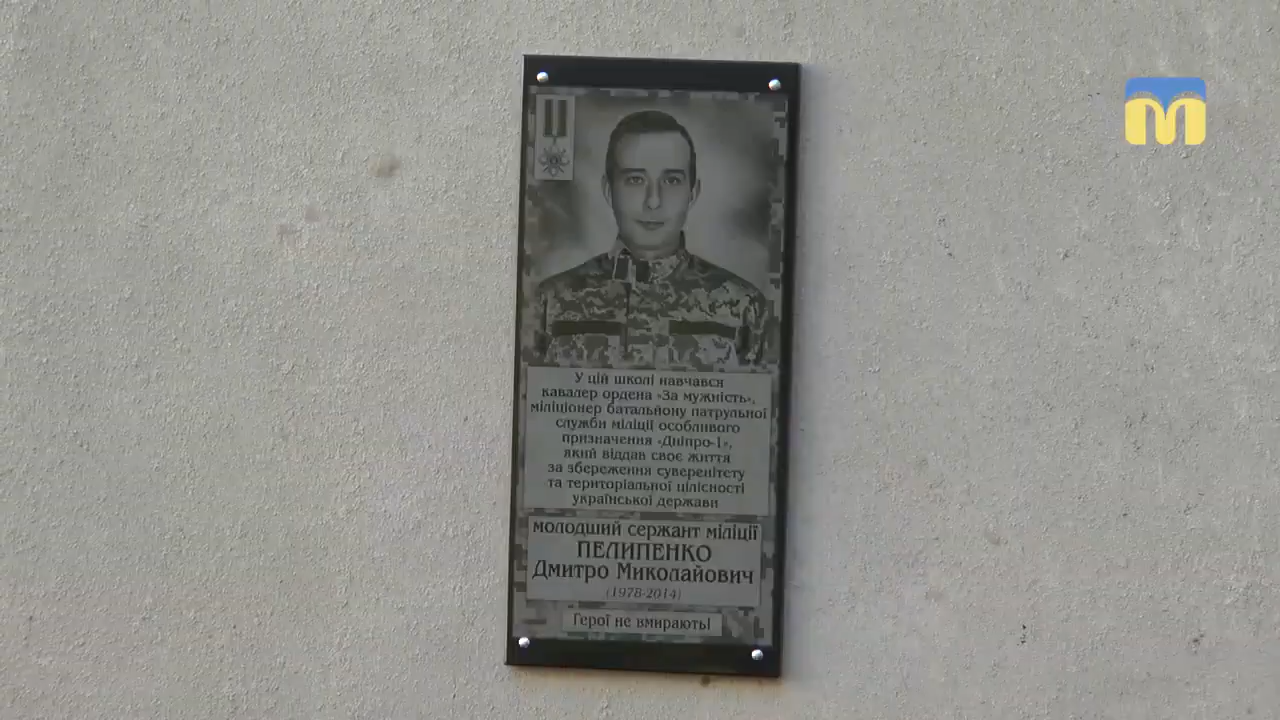 У цій школі навчався
кавалер ордена «За мужність»,
міліціонер батальйону патрульної
служби міліції особливого
призначення «Дніпро-1»,
який віддав своє життя
за збереження суверенітету
та територіальної цілісності
української держави
молодший сержант міліції
ПЕЛИПЕНКО
Дмитро Миколайович
(1978-2014)
Герої не вмирають!